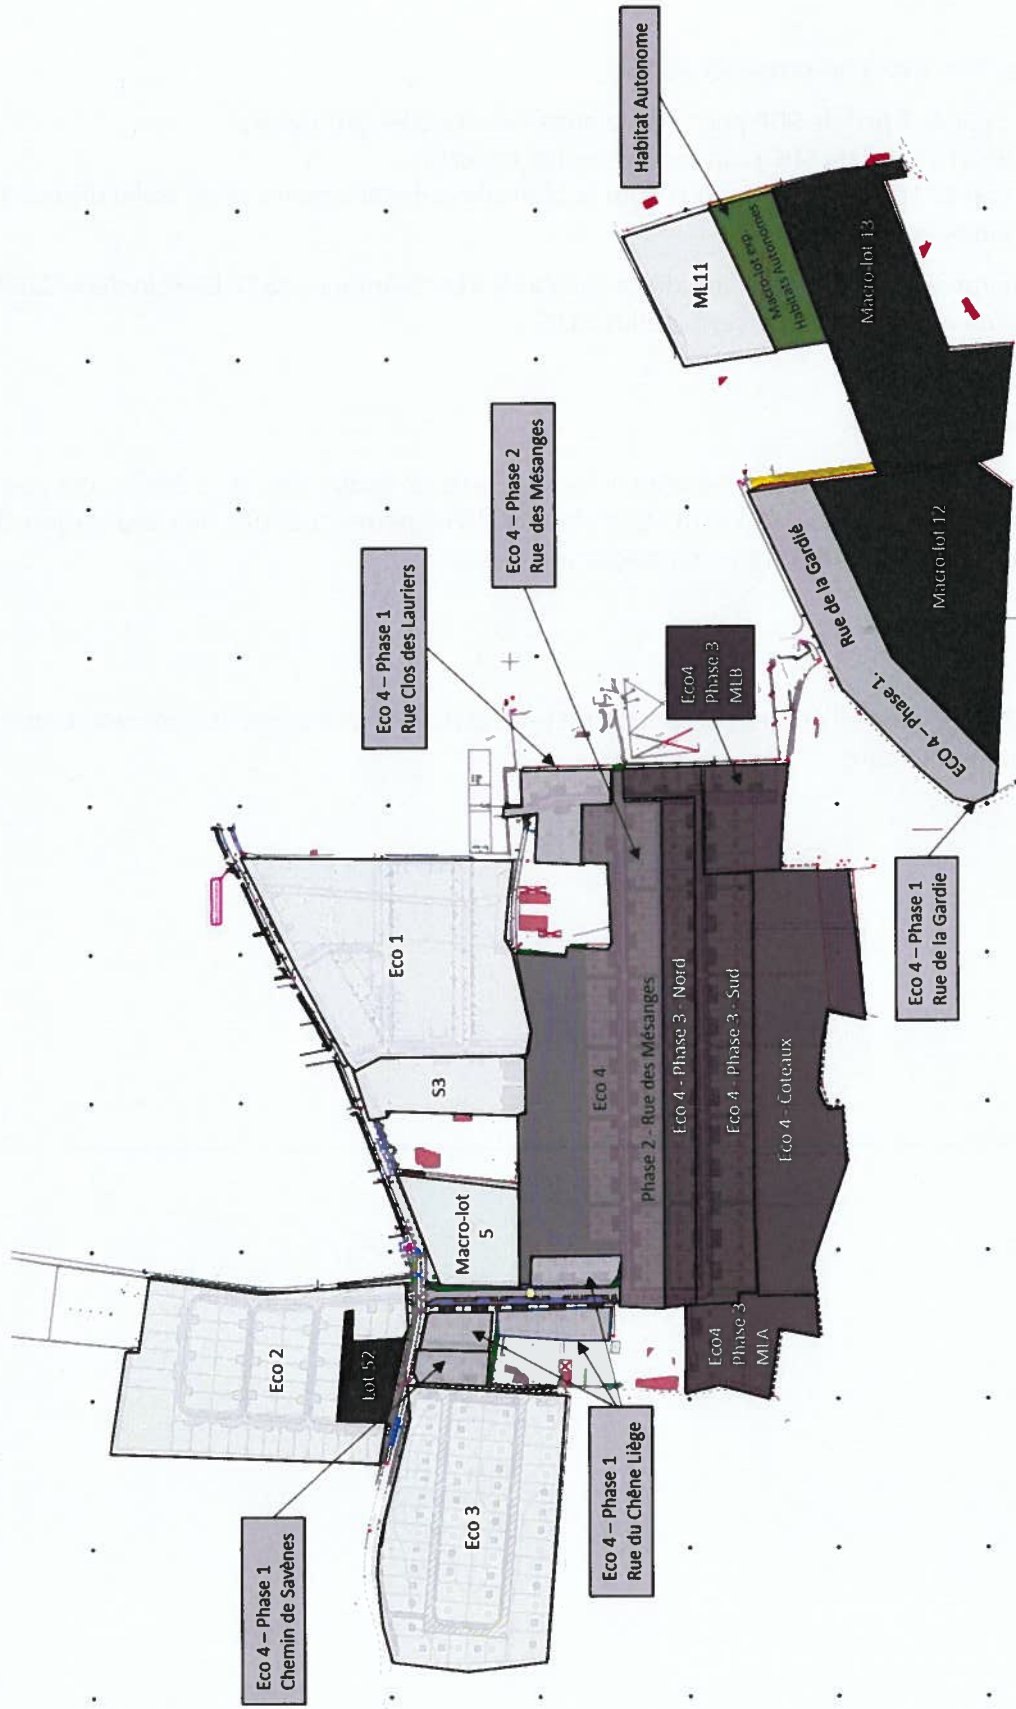 Eco 4 – Phase 1
Chemin de Savènes
Eco 2
Lot S2
Eco 3
Eco 4 – Phase 1
Rue du Chêne Liège
Macro-lot
5
S3
Eco 1
Eco 4 – Phase 1
Rue Clos des Lauriers
Eco 4 – Phase 2
Rue des Mésanges
Eco 4
Phase 2 - Rue des Mésanges
Eco 4 - Phase 3 - Nord
Eco 4 - Phase 3 - Sud
Eco 4 - Coteaux
Eco4
Phase 3
MLA
Eco4
Phase 3
MLB
Eco 4 – Phase 1
Rue de la Gardie
ECO 4 – Phase 1.
Rue de la Gardie
Macro-lot 12
Macro-lot 13
ML11
Macro-lot exp.
Habitats Autonomes
Habitat Autonome